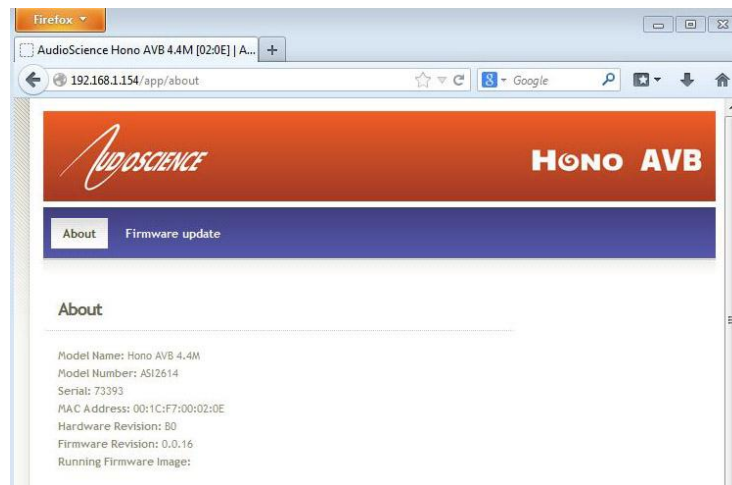 Firefox
AudioScience Hono AVB 4.4M [02:0E] | A...
192.168.1.154/app/about
Google
AUDIOSCIENCE
HONO AVB
About
Firmware update
About
Model Name: Hono AVB 4.4M
Model Number: ASI2614
Serial: 73393
MAC Address: 00:1C:F7:00:02:0E
Hardware Revision: B0
Firmware Revision: 0.0.16
Running Firmware Image: